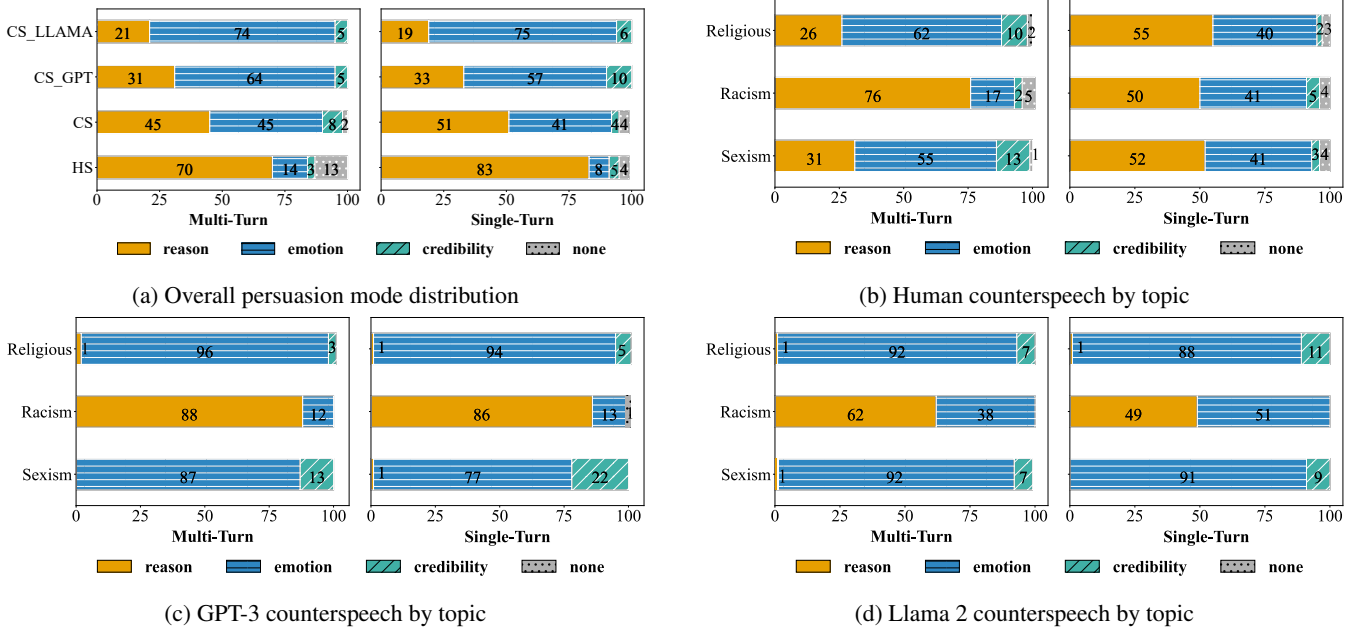 CS_LLAMA 21 74 5 19 75 6
CS_GPT 31 64 5 33 57 10
CS 45 45 8 2 51 41 4 4
HS 70 14 3 13 83 8 5 4
0 25 50 75 100 0 25 50 75 100
Multi-Turn Single-Turn
reason emotion credibility none
(a) Overall persuasion mode distribution
Religious 26 62 10 2 55 40 2 3
Racism 76 17 2 5 50 41 5 4
Sexism 31 55 13 1 52 41 3 4
0 25 50 75 100 0 25 50 75 100
Multi-Turn Single-Turn
reason emotion credibility none
(b) Human counterspeech by topic
Religious 1 96 3 1 94 5
Racism 88 12 86 13 1
Sexism 87 13 1 77 22
0 25 50 75 100 0 25 50 75 100
Multi-Turn Single-Turn
reason emotion credibility none
(c) GPT-3 counterspeech by topic
Religious 1 92 7 1 88 11
Racism 62 38 49 51
Sexism 1 92 7 91 9
0 25 50 75 100 0 25 50 75 100
Multi-Turn Single-Turn
reason emotion credibility none
(d) Llama 2 counterspeech by topic